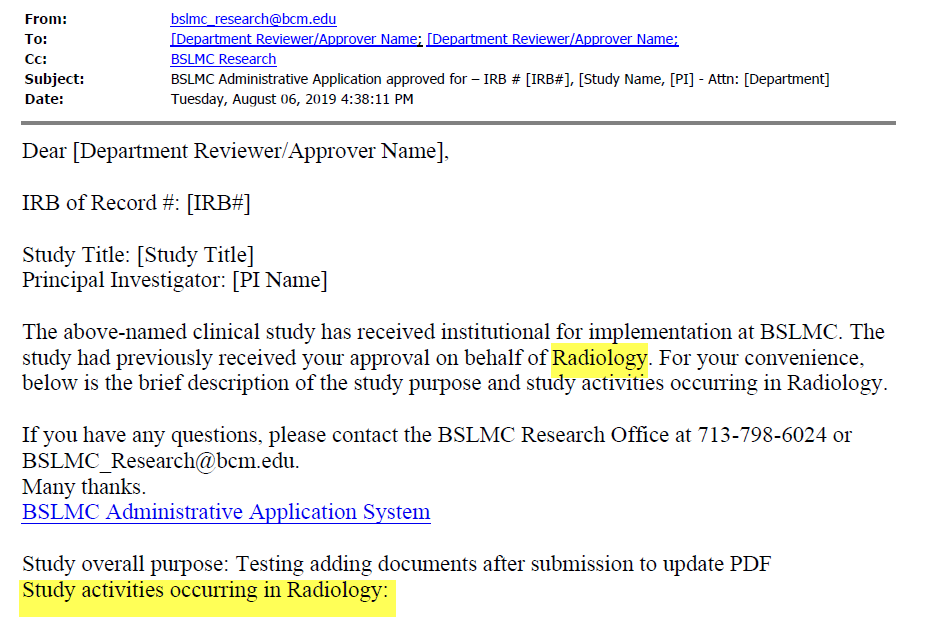 From: bslmc_research@bcm.edu
To: [Department Reviewer/Approver Name; [Department Reviewer/Approver Name;
Cc: BSLMC Research
Subject: BSLMC Administrative Application approved for – IRB # [IRB#], [Study Name, [PI] - Attn: [Department]
Date: Tuesday, August 06, 2019 4:38:11 PM
Dear [Department Reviewer/Approver Name],
IRB of Record #: [IRB#]
Study Title: [Study Title]
Principal Investigator: [PI Name]
The above-named clinical study has received institutional for implementation at BSLMC. The
study had previously received your approval on behalf of Radiology. For your convenience,
below is the brief description of the study purpose and study activities occurring in Radiology.
If you have any questions, please contact the BSLMC Research Office at 713-798-6024 or
BSLMC_Research@bcm.edu.
Many thanks.
BSLMC Administrative Application System
Study overall purpose: Testing adding documents after submission to update PDF
Study activities occurring in Radiology: